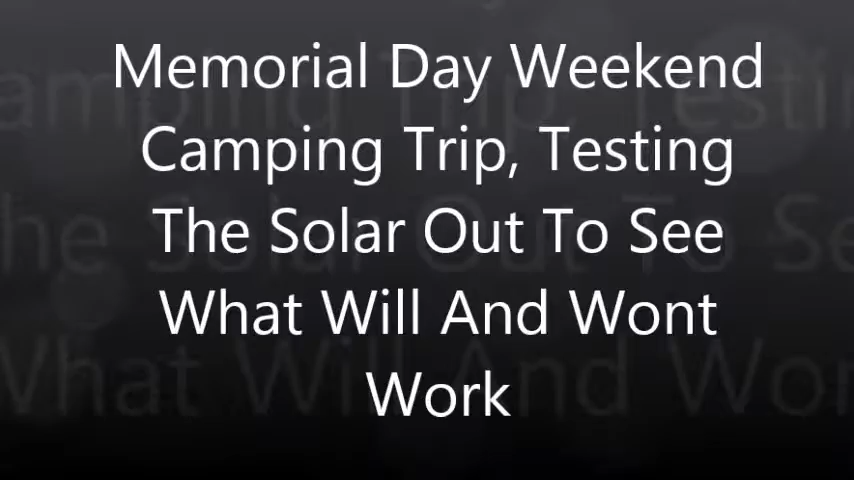 Memorial Day Weekend
Camping Trip, Testing
The Solar Out To See
What Will And Wont
Work